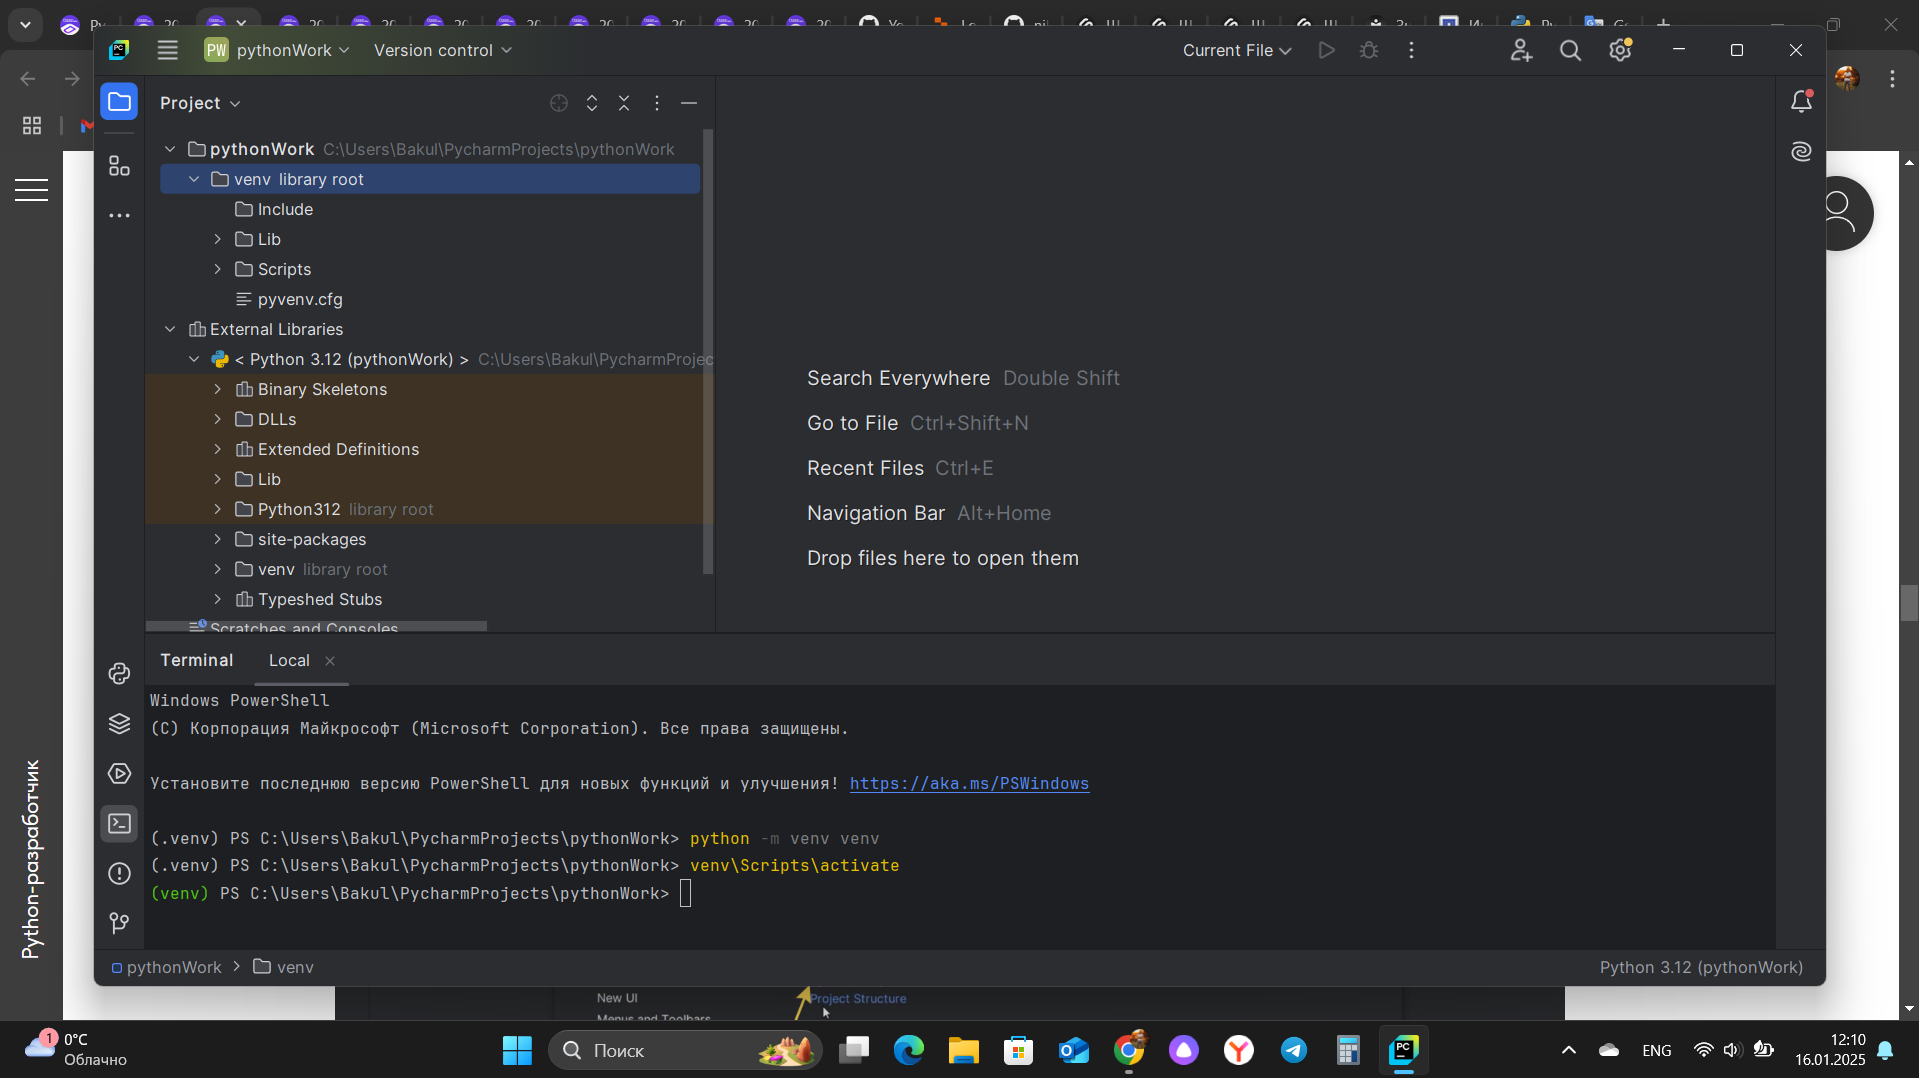 PW pythonWork Version control Current File
Project
pythonWork C:\Users\Bakul\PycharmProjects\pythonWork
venv library root
Include
Lib
Scripts
pyvenv.cfg
External Libraries
< Python 3.12 (pythonWork) > C:\Users\Bakul\PycharmProjec
Binary Skeletons
DLLs
Extended Definitions
Lib
Python312 library root
site-packages
venv library root
Typeshed Stubs
Scratches and Consoles
Search Everywhere Double Shift
Go to File Ctrl+Shift+N
Recent Files Ctrl+E
Navigation Bar Alt+Home
Drop files here to open them
Terminal Local
Windows PowerShell
(C) Корпорация Майкрософт (Microsoft Corporation). Все права защищены.
Установите последнюю версию PowerShell для новых функций и улучшения! https://aka.ms/PSWindows
(.venv) PS C:\Users\Bakul\PycharmProjects\pythonWork> python -m venv venv
(.venv) PS C:\Users\Bakul\PycharmProjects\pythonWork> venv\Scripts\activate
(venv) PS C:\Users\Bakul\PycharmProjects\pythonWork>
pythonWork > venv Python 3.12 (pythonWork)
Python-разработчик
New UI Project Structure
Menus and Toolbars
1 0°C
Облачно
Поиск
ENG
12:10
16.01.2025